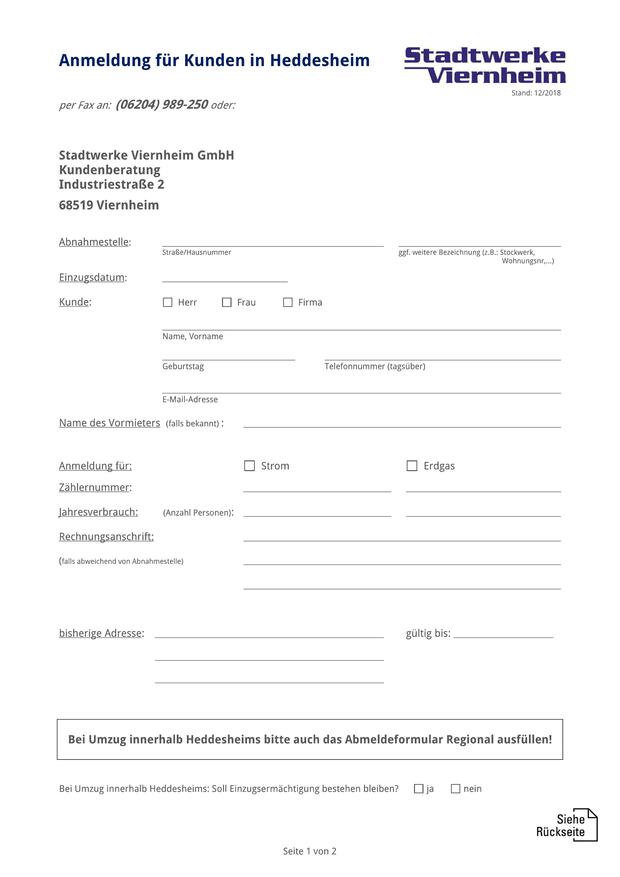 Anmeldung für Kunden in Heddesheim
Stadtwerke
Viernheim
Stand: 12/2018
per Fax an: (06204) 989-250 oder:
Stadtwerke Viernheim GmbH
Kundenberatung
Industriestraße 2
68519 Viernheim
Abnahmestelle:
Straße/Hausnummer
ggf. weitere Bezeichnung (z.B.: Stockwerk,
Wohnungsnr,...)
Einzugsdatum:
Kunde: Herr Frau Firma
Name, Vorname
Geburtstag Telefonnummer (tagsüber)
E-Mail-Adresse
Name des Vormieters (falls bekannt) :
Anmeldung für: Strom Erdgas
Zählernummer:
Jahresverbrauch: (Anzahl Personen):
Rechnungsanschrift:
(falls abweichend von Abnahmestelle)
bisherige Adresse: gültig bis:
Bei Umzug innerhalb Heddesheims bitte auch das Abmeldeformular Regional ausfüllen!
Bei Umzug innerhalb Heddesheims: Soll Einzugsermächtigung bestehen bleiben? ja nein
Siehe
Rückseite
Seite 1 von 2